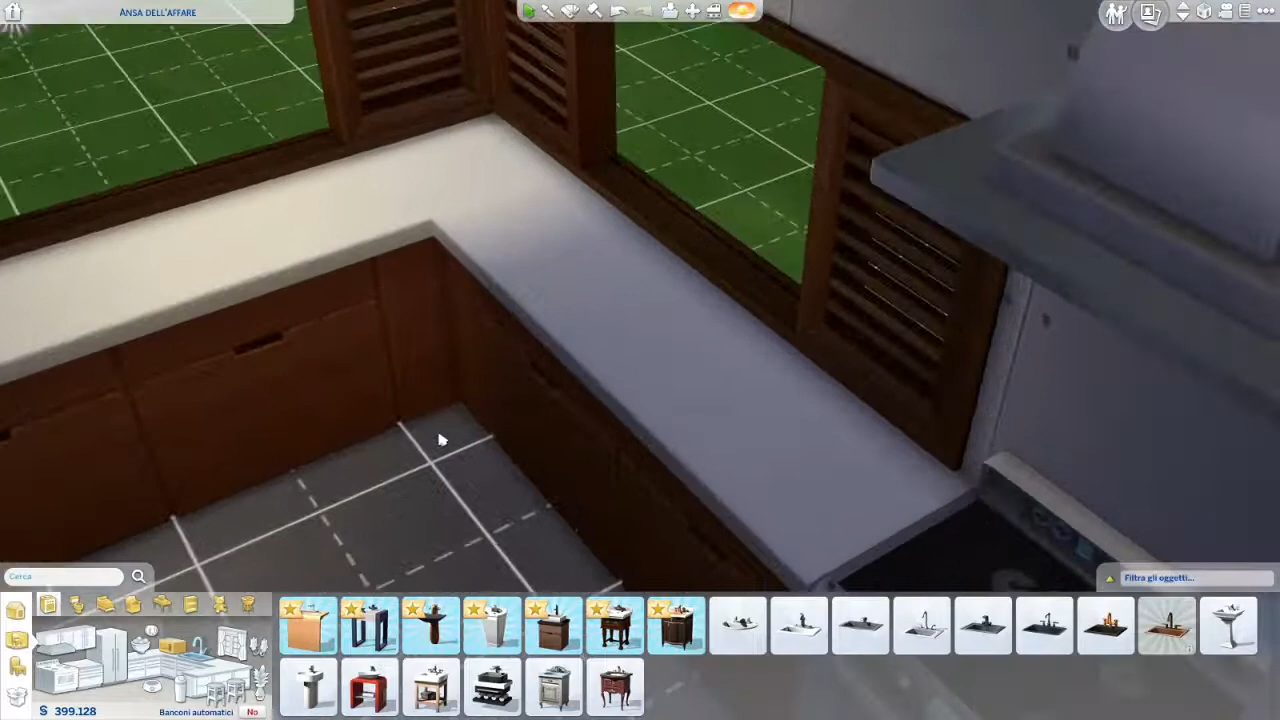 ANSA DELL'AFFARE
Cerca
Filtra gli oggetti...
$ 399.128
Banconi automatici No